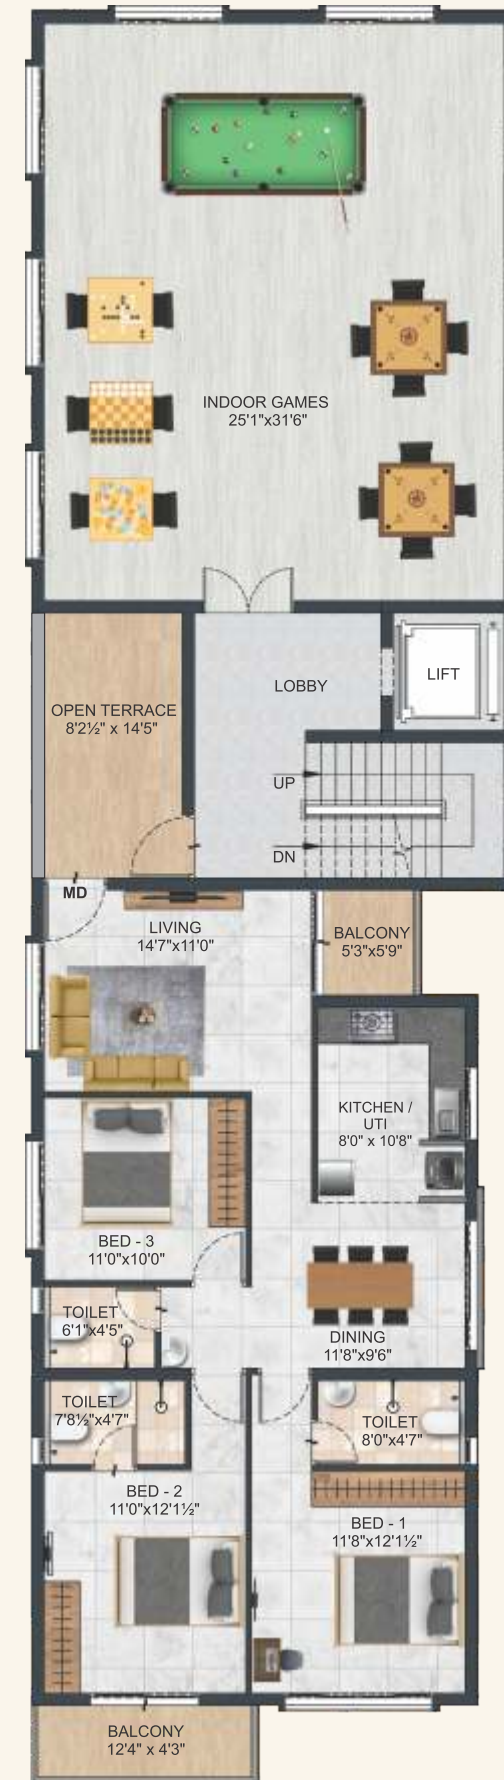 INDOOR GAMES
25'1"x31'6"
LOBBY
LIFT
OPEN TERRACE
8'2½" x 14'5"
UP
DN
MD
LIVING
14'7"x11'0"
BALCONY
5'3"x5'9"
KITCHEN /
UTI
8'0" x 10'8"
BED - 3
11'0"x10'0"
TOILET
6'1"x4'5"
DINING
11'8"x9'6"
TOILET
7'8½"x4'7"
TOILET
8'0"x4'7"
BED - 2
11'0"x12'1½"
BED - 1
11'8"x12'1½"
BALCONY
12'4" x 4'3"